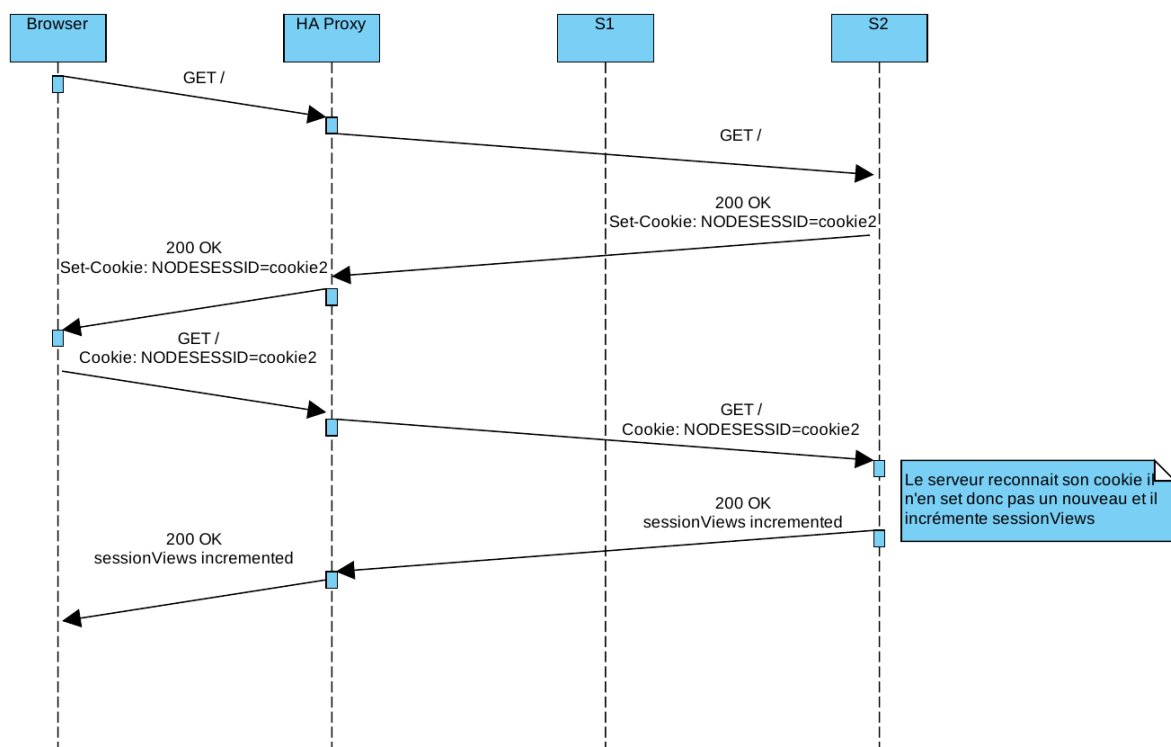 Browser
HA Proxy
S1
S2
GET /
GET /
200 OK
Set-Cookie: NODESESSID=cookie2
200 OK
Set-Cookie: NODESESSID=cookie2
GET /
Cookie: NODESESSID=cookie2
GET /
Cookie: NODESESSID=cookie2
Le serveur reconnait son cookie il
n'en set donc pas un nouveau et il
incrémente sessionViews
200 OK
sessionViews incremented
200 OK
sessionViews incremented